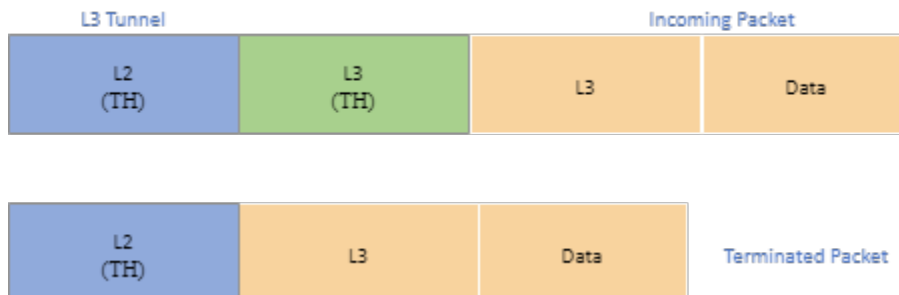 L3 Tunnel
Incoming Packet
L2
(TH)
L3
(TH)
L3
Data
L2
(TH)
L3
Data
Terminated Packet